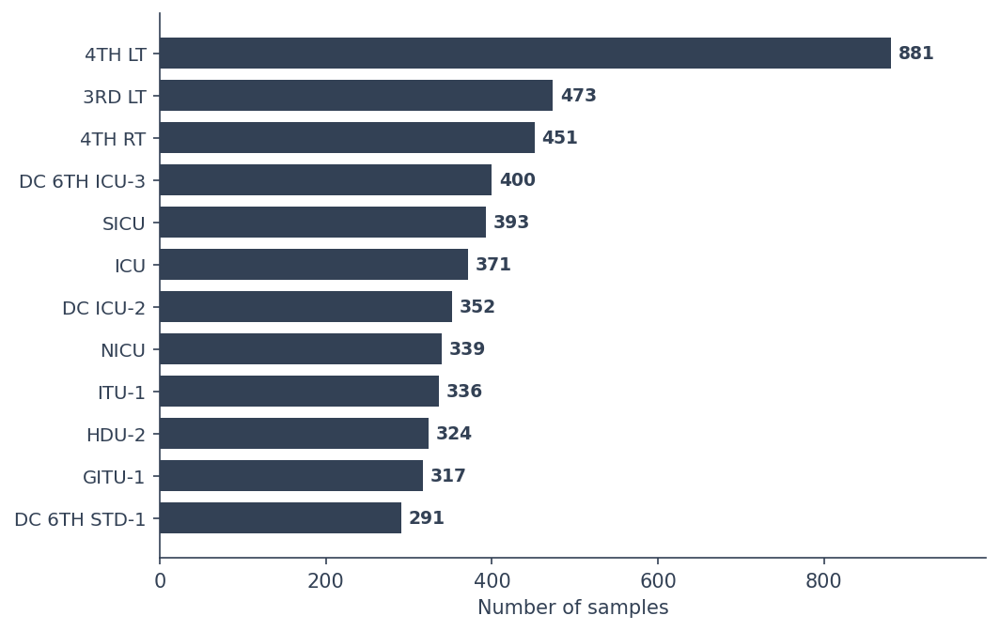 4TH LT 881
3RD LT 473
4TH RT 451
DC 6TH ICU-3 400
SICU 393
ICU 371
DC ICU-2 352
NICU 339
ITU-1 336
HDU-2 324
GITU-1 317
DC 6TH STD-1 291
0 200 400 600 800
Number of samples